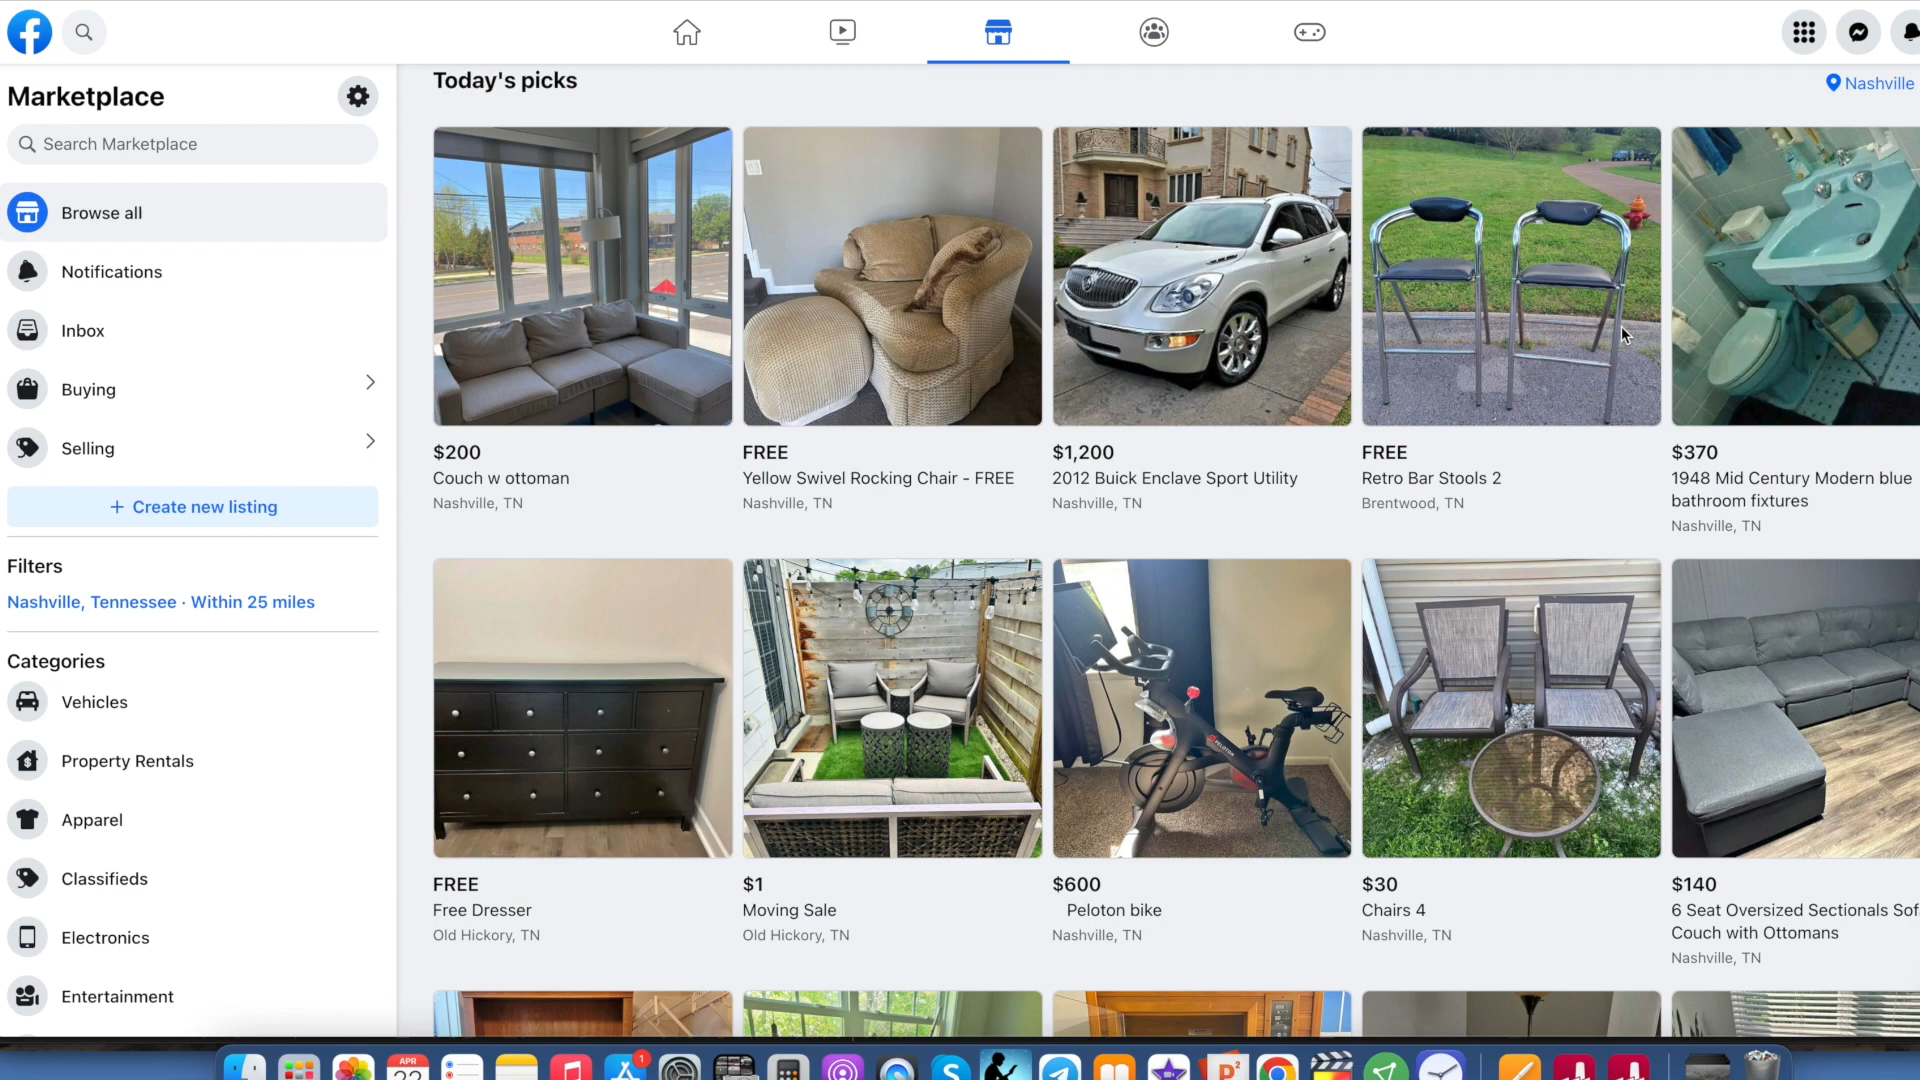 Marketplace
Search Marketplace
Browse all
Notifications
Inbox
Buying
Selling
+ Create new listing
Filters
Nashville, Tennessee · Within 25 miles
Categories
Vehicles
Property Rentals
Apparel
Classifieds
Electronics
Entertainment
Today's picks
Nashville
$200
Couch w ottoman
Nashville, TN
FREE
Yellow Swivel Rocking Chair - FREE
Nashville, TN
$1,200
2012 Buick Enclave Sport Utility
Nashville, TN
FREE
Retro Bar Stools 2
Brentwood, TN
$370
1948 Mid Century Modern blue
bathroom fixtures
Nashville, TN
FREE
Free Dresser
Old Hickory, TN
$1
Moving Sale
Old Hickory, TN
$600
Peloton bike
Nashville, TN
$30
Chairs 4
Nashville, TN
$140
6 Seat Oversized Sectionals
Couch with Ottomans
Nashville, TN
APR
1